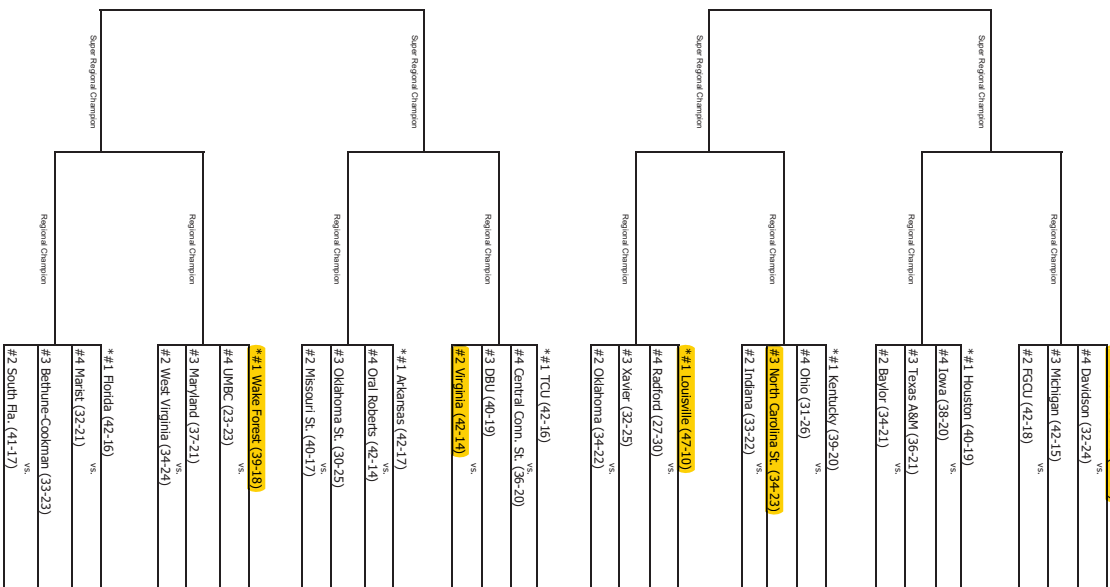 vs.
#4 Davidson (32-24)
#3 Michigan (42-15)
Regional Champion
vs.
#2 FGCU (42-18)
Super Regional Champion
*#1 Houston (40-19)
vs.
#4 Iowa (38-20)
#3 Texas A&M (36-21)
Regional Champion
vs.
#2 Baylor (34-21)
*#1 Kentucky (39-20)
vs.
#4 Ohio (31-26)
Regional Champion
#3 North Carolina St. (34-23)
vs.
#2 Indiana (33-22)
Super Regional Champion
*#1 Louisville (47-10)
vs.
#4 Radford (27-30)
Regional Champion
#3 Xavier (32-25)
vs.
#2 Oklahoma (34-22)
*#1 TCU (42-16)
vs.
#4 Central Conn. St. (36-20)
Regional Champion
#3 DBU (40-19)
vs.
#2 Virginia (42-14)
Super Regional Champion
*#1 Arkansas (42-17)
vs.
#4 Oral Roberts (42-14)
Regional Champion
#3 Oklahoma St. (30-25)
vs.
#2 Missouri St. (40-17)
*#1 Wake Forest (39-18)
vs.
#4 UMBC (23-23)
Regional Champion
#3 Maryland (37-21)
vs.
#2 West Virginia (34-24)
Super Regional Champion
*#1 Florida (42-16)
vs.
#4 Marist (32-21)
Regional Champion
#3 Bethune-Cookman (33-23)
vs.
#2 South Fla. (41-17)